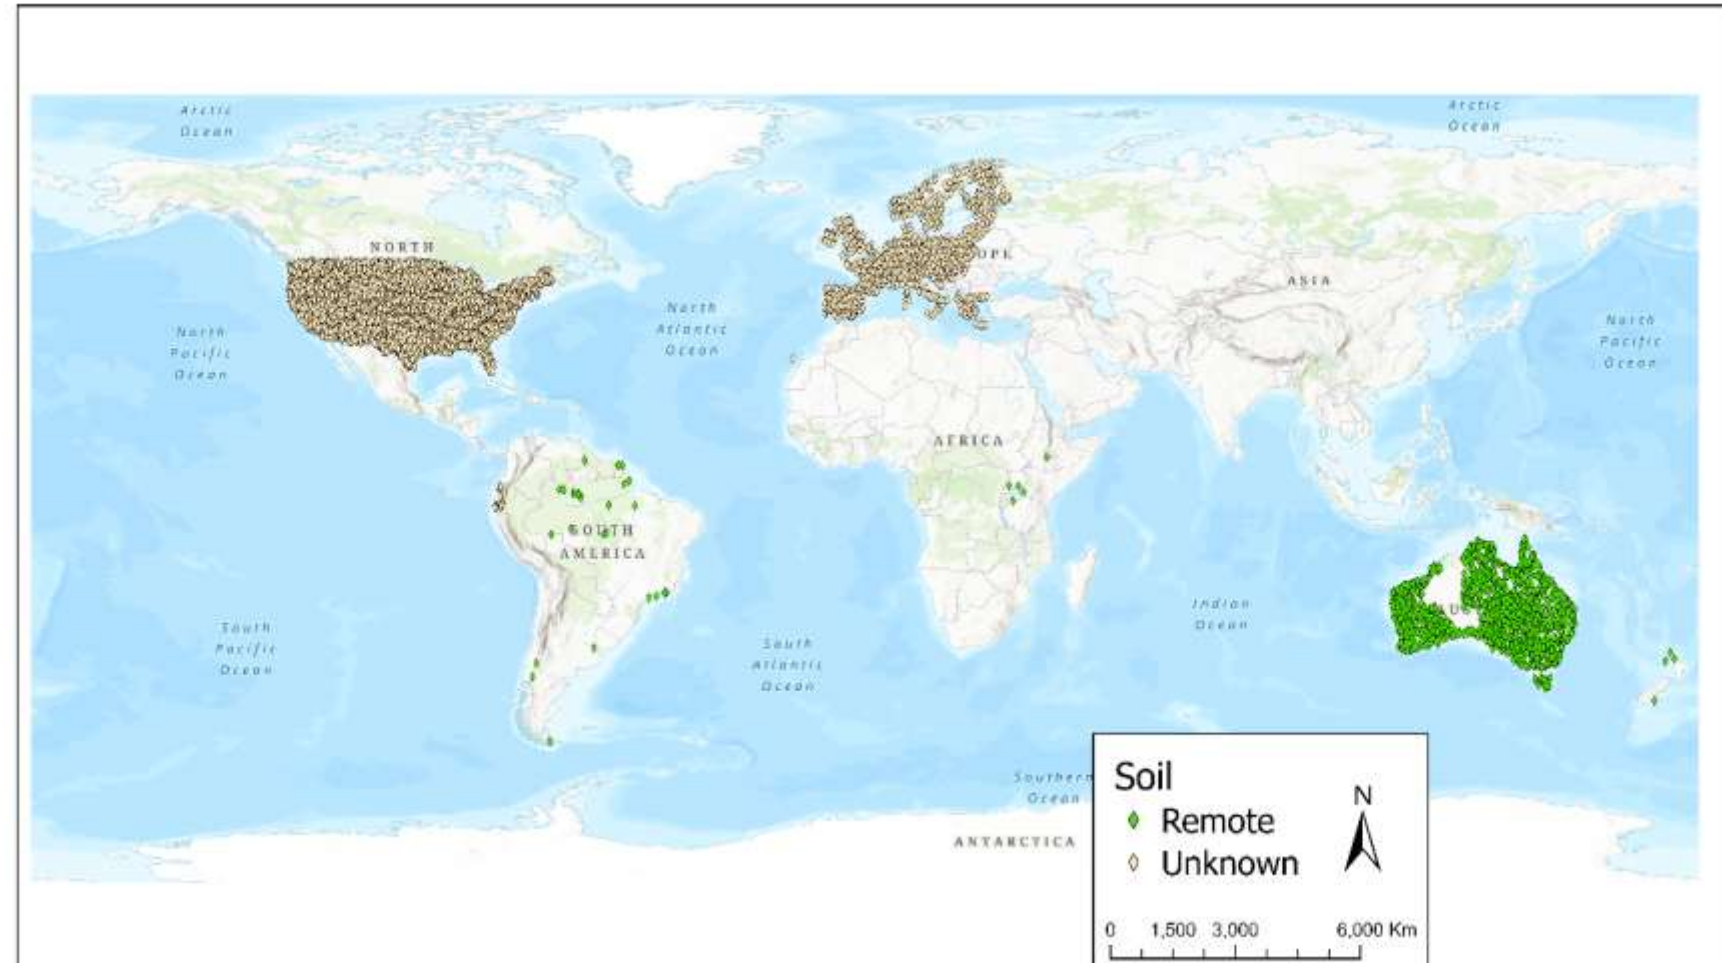 Arctic
Ocean
Arctic
Ocean
NORTH
OPE
ASIA
North
Pacific
Ocean
North
Atlantic
Ocean
North
Pacific
Ocean
AFRICA
SOUTH
AMERICA
Indian
Ocean
AU
South
Pacific
Ocean
South
Atlantic
Ocean
Southern
Ocean
ANTARCTICA
Soil
Remote
Unknown
N
0 1,500 3,000 6,000 Km